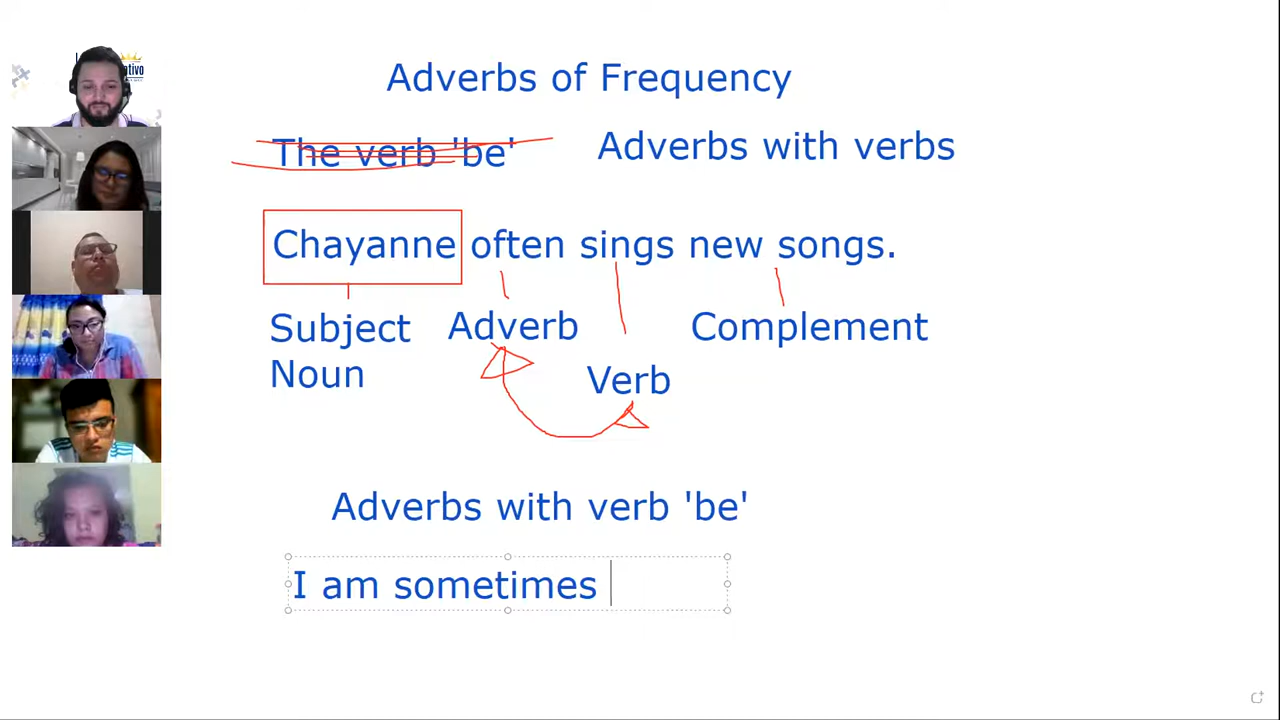 Adverbs of Frequency
The verb 'be' Adverbs with verbs
Chayanne often sings new songs.
Subject Adverb Complement
Noun Verb
Adverbs with verb 'be'
I am sometimes